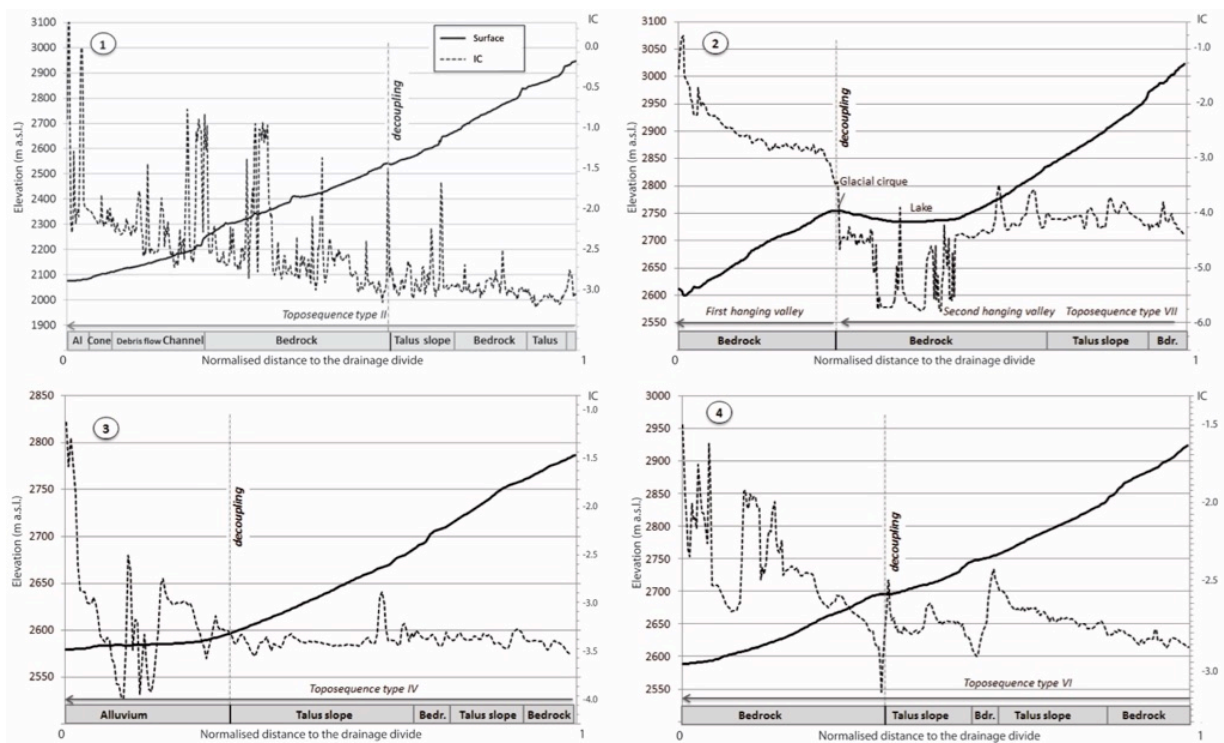 1
Surface
IC
IC
3100
3000
2900
2800
2700
2600
2500
2400
2300
2200
2100
2000
1900
0.0
-0.5
-1.0
-1.5
-2.0
-2.5
-3.0
Elevation (m a.s.l.)
decoupling
Toposequence type II
Al Cone Debris flow Channel Bedrock Talus slope Bedrock Talus
0 Normalised distance to the drainage divide 1
2
IC
3100
3050
3000
2950
2900
2850
2800
2750
2700
2650
2600
2550
-1.0
-2.0
-3.0
-4.0
-5.0
-6.0
Elevation (m a.s.l.)
decoupling
Glacial cirque
Lake
First hanging valley Second hanging valley Toposequence type VII
Bedrock Bedrock Talus slope Bdr.
0 Normalised distance to the drainage divide 1
3
IC
2850
2800
2750
2700
2650
2600
2550
-1.0
-1.5
-2.0
-2.5
-3.0
-3.5
-4.0
Elevation (m a.s.l.)
decoupling
Toposequence type IV
Alluvium Talus slope Bedr. Talus slope Bedrock
0 Normalised distance to the drainage divide 1
4
IC
3000
2950
2900
2850
2800
2750
2700
2650
2600
2550
-1.5
-2.0
-2.5
-3.0
Elevation (m a.s.l.)
decoupling
Toposequence type VI
Bedrock Talus slope Bdr. Talus slope Bedrock
0 Normalised distance to the drainage divide 1